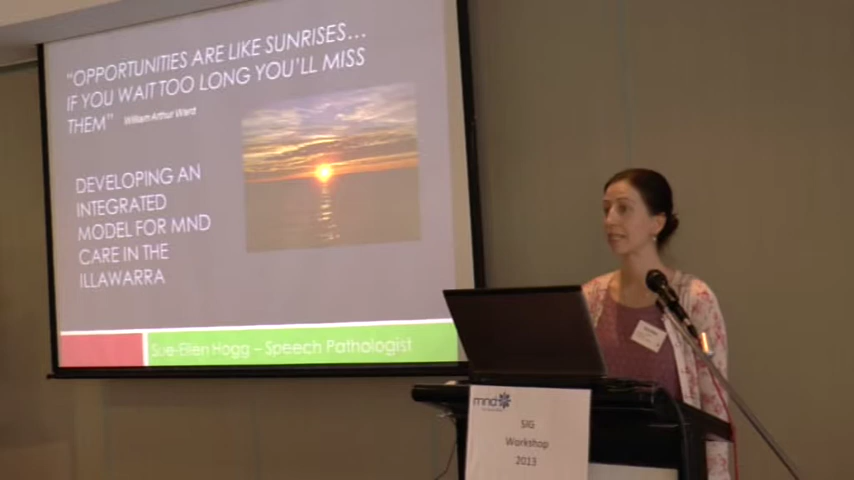 “OPPORTUNITIES ARE LIKE SUNRISES…
IF YOU WAIT TOO LONG YOU’LL MISS
THEM” William Arthur Ward
DEVELOPING AN
INTEGRATED
MODEL FOR MND
CARE IN THE
ILLAWARRA
Sue-Ellen Hogg – Speech Pathologist
mnd
SIG
Workshop
2013